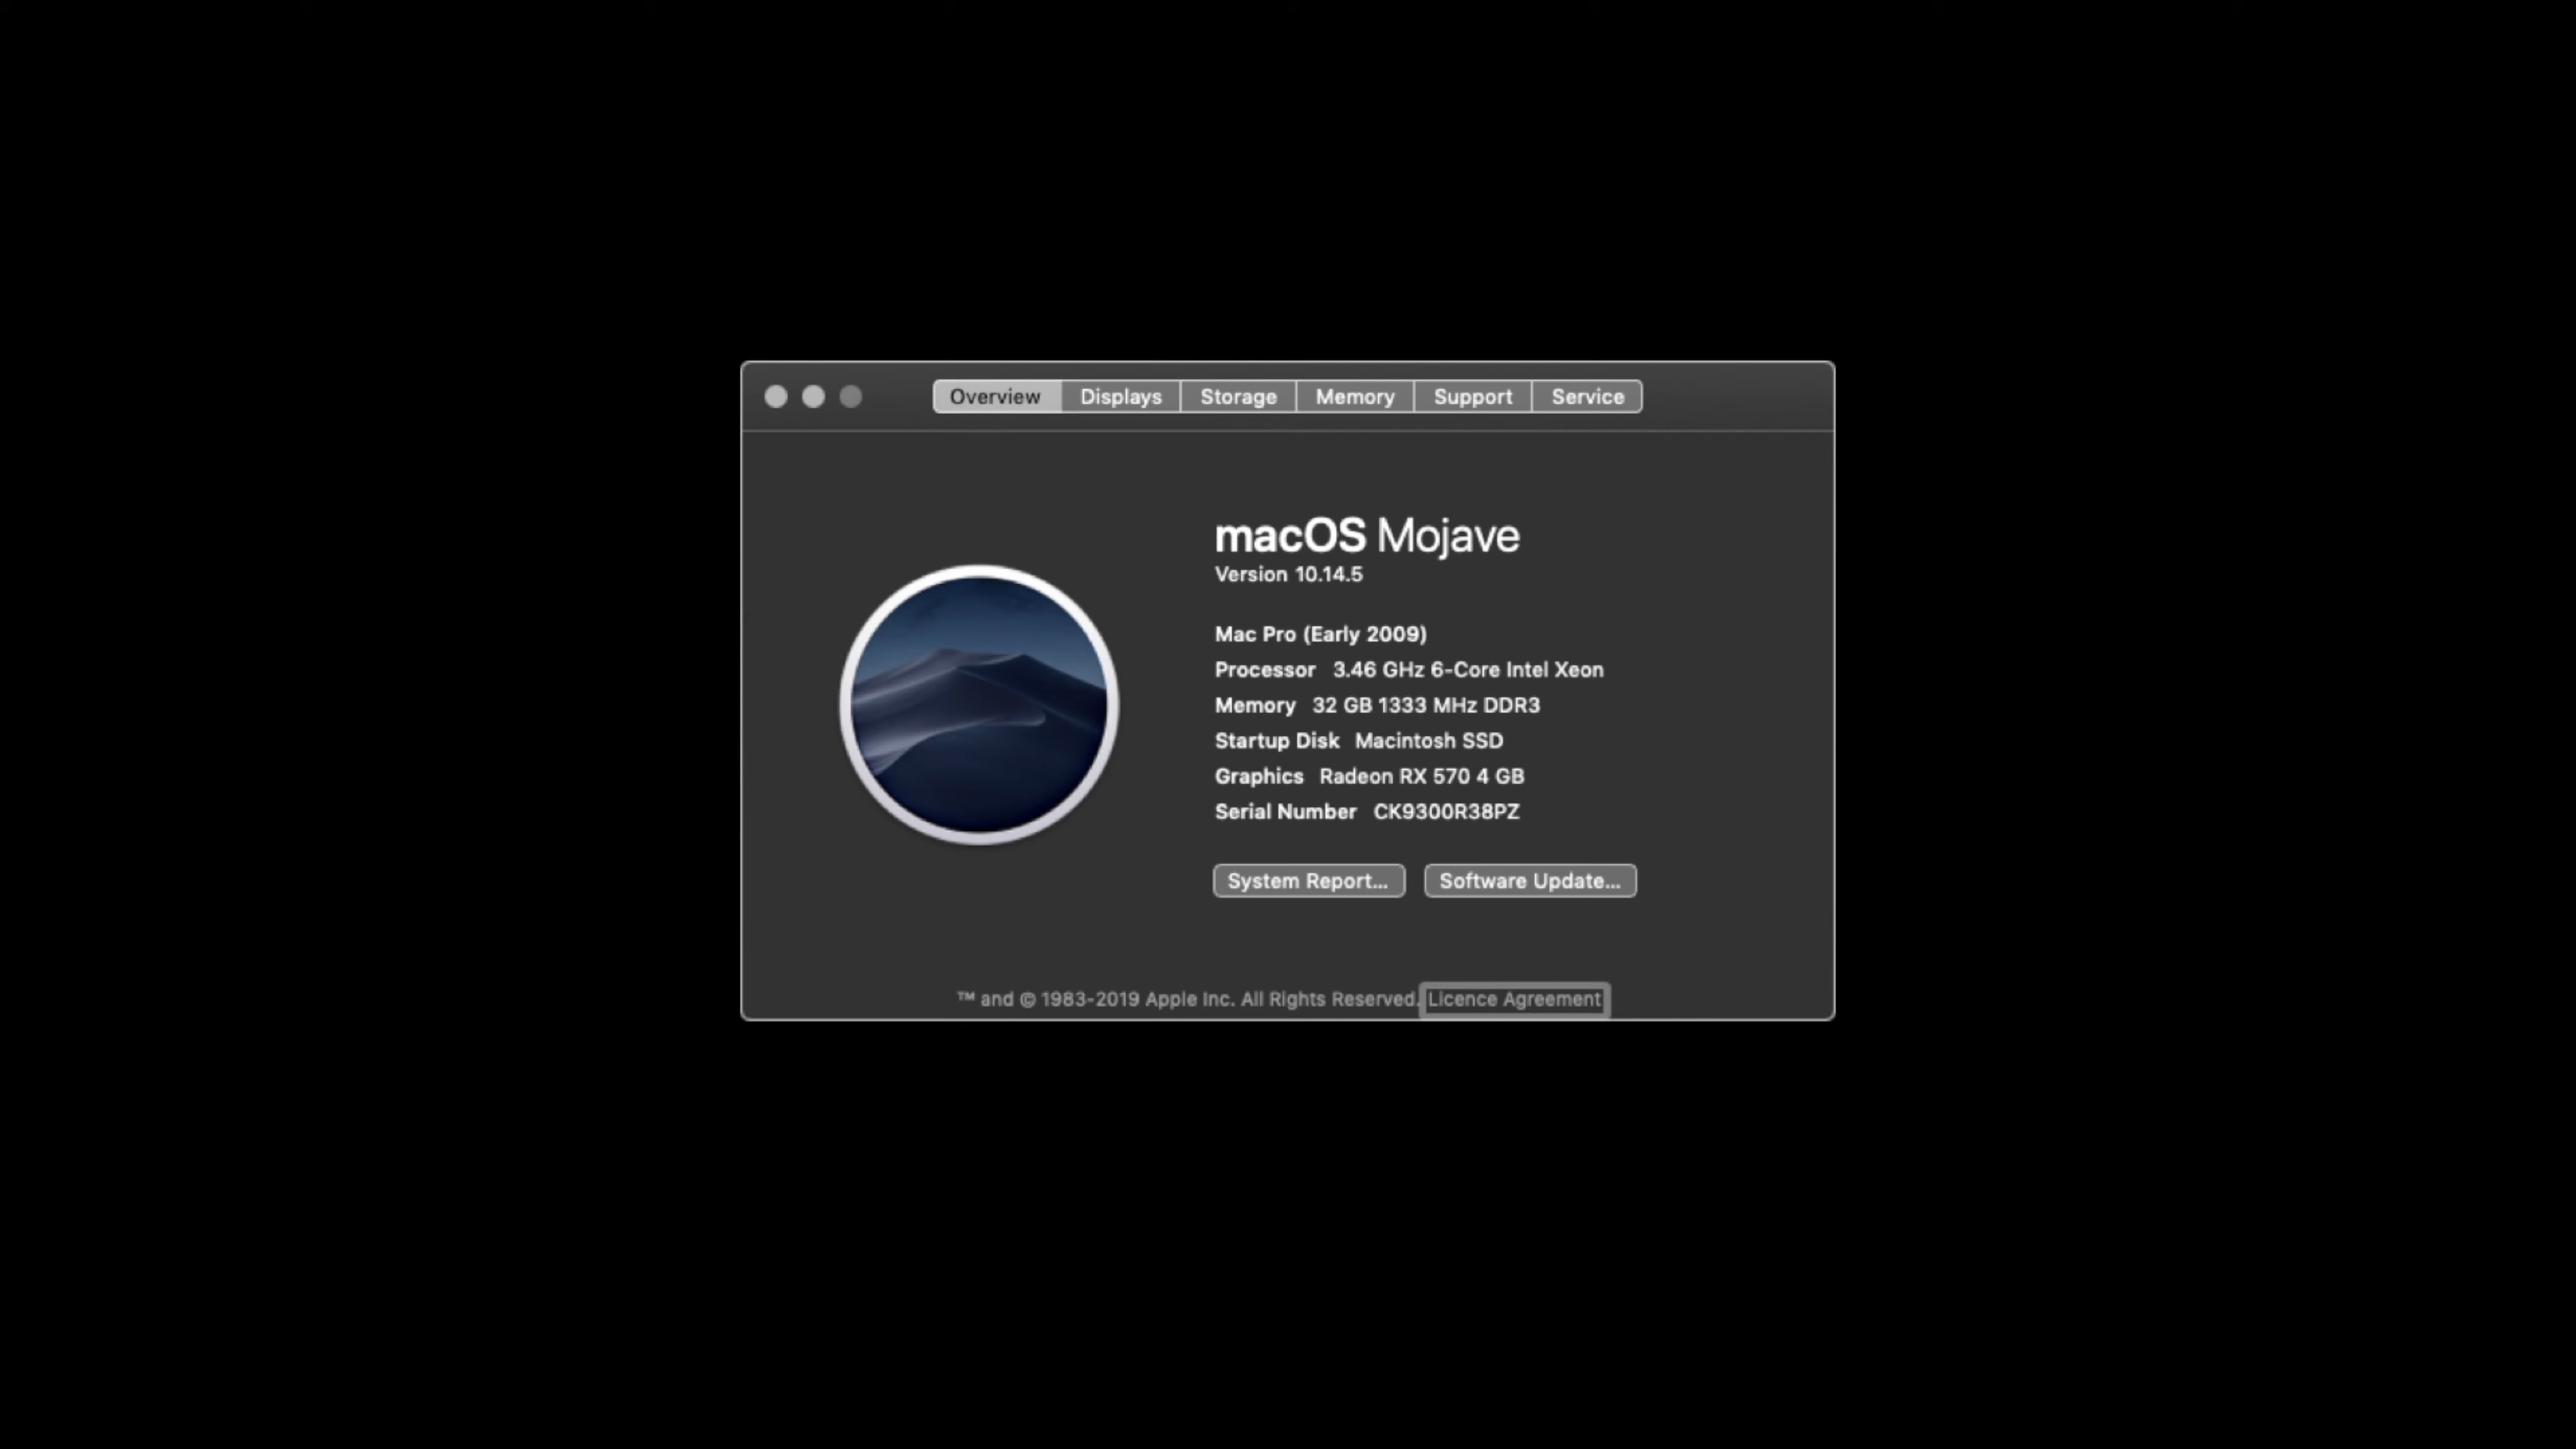 Overview Displays Storage Memory Support Service
macOS Mojave
Version 10.14.5
Mac Pro (Early 2009)
Processor 3.46 GHz 6-Core Intel Xeon
Memory 32 GB 1333 MHz DDR3
Startup Disk Macintosh SSD
Graphics Radeon RX 570 4 GB
Serial Number CK9300R38PZ
System Report... Software Update...
™ and © 1983-2019 Apple Inc. All Rights Reserved. Licence Agreement